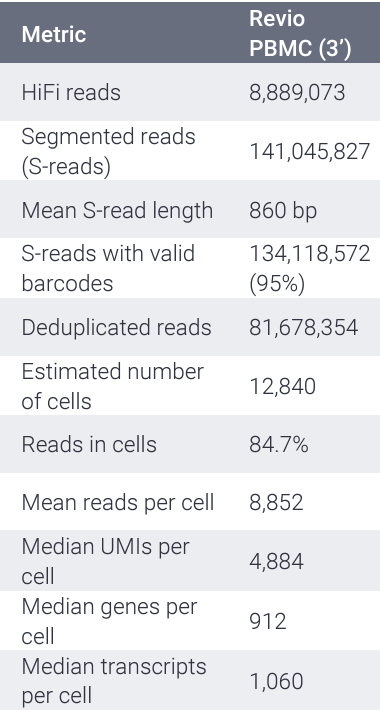 Metric
Revio
PBMC (3’)
HiFi reads
8,889,073
Segmented reads
(S-reads)
141,045,827
Mean S-read length
860 bp
S-reads with valid
barcodes
134,118,572
(95%)
Deduplicated reads
81,678,354
Estimated number
of cells
12,840
Reads in cells
84.7%
Mean reads per cell
8,852
Median UMIs per
cell
4,884
Median genes per
cell
912
Median transcripts
per cell
1,060